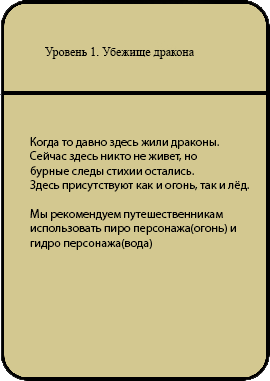 Уровень 1. Убежище дракона
Когда то давно здесь жили драконы.
Сейчас здесь никто не живет, но
бурные следы стихии остались.
Здесь присутствуют как и огонь, так и лёд.
Мы рекомендуем путешественникам
использовать пиро персонажа(огонь) и
гидро персонажа(вода)